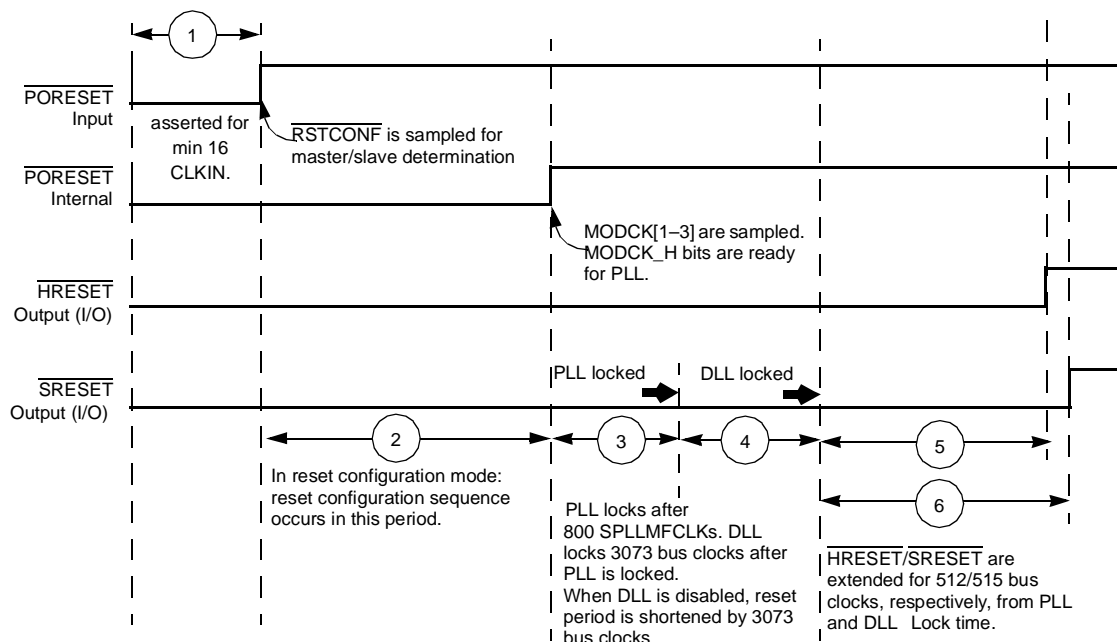 1
PORESET
Input
asserted for
min 16
CLKIN.
RSTCONF is sampled for
master/slave determination
PORESET
Internal
MODCK[1–3] are sampled.
MODCK_H bits are ready
for PLL.
HRESET
Output (I/O)
SRESET
Output (I/O)
PLL locked
DLL locked
2
3
4
5
6
In reset configuration mode:
reset configuration sequence
occurs in this period.
PLL locks after
800 SPLLMFCLKs. DLL
locks 3073 bus clocks after
PLL is locked.
When DLL is disabled, reset
period is shortened by 3073
bus clocks
HRESET/SRESET are
extended for 512/515 bus
clocks, respectively, from PLL
and DLL Lock time.